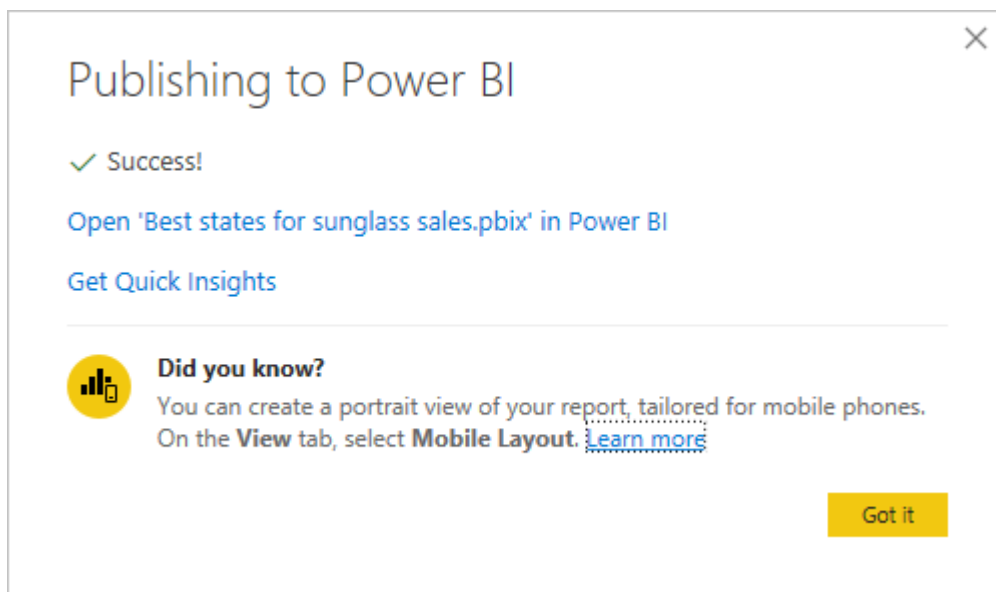 Publishing to Power BI
Success!
Open 'Best states for sunglass sales.pbix' in Power BI
Get Quick Insights
Did you know?
You can create a portrait view of your report, tailored for mobile phones.
On the View tab, select Mobile Layout. Learn more
Got it